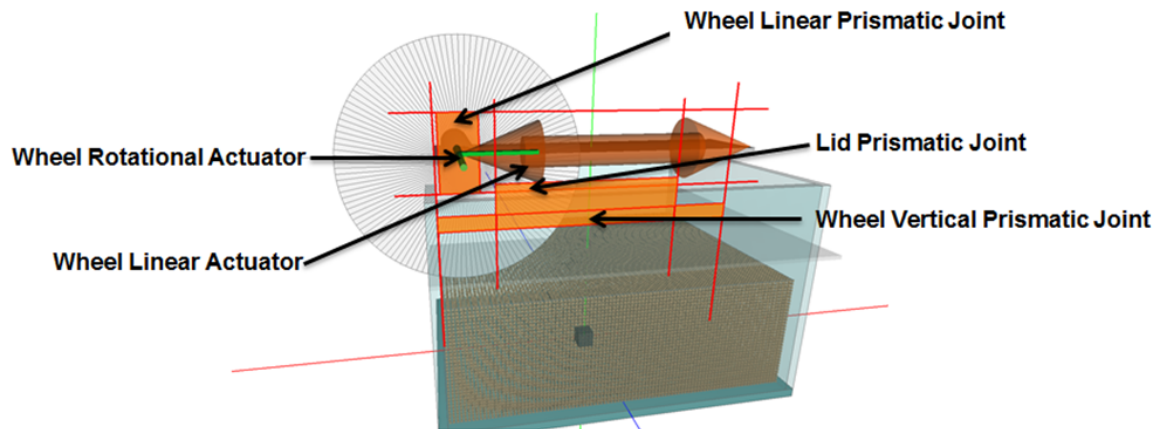 Wheel Linear Prismatic Joint
Wheel Rotational Actuator
Lid Prismatic Joint
Wheel Vertical Prismatic Joint
Wheel Linear Actuator